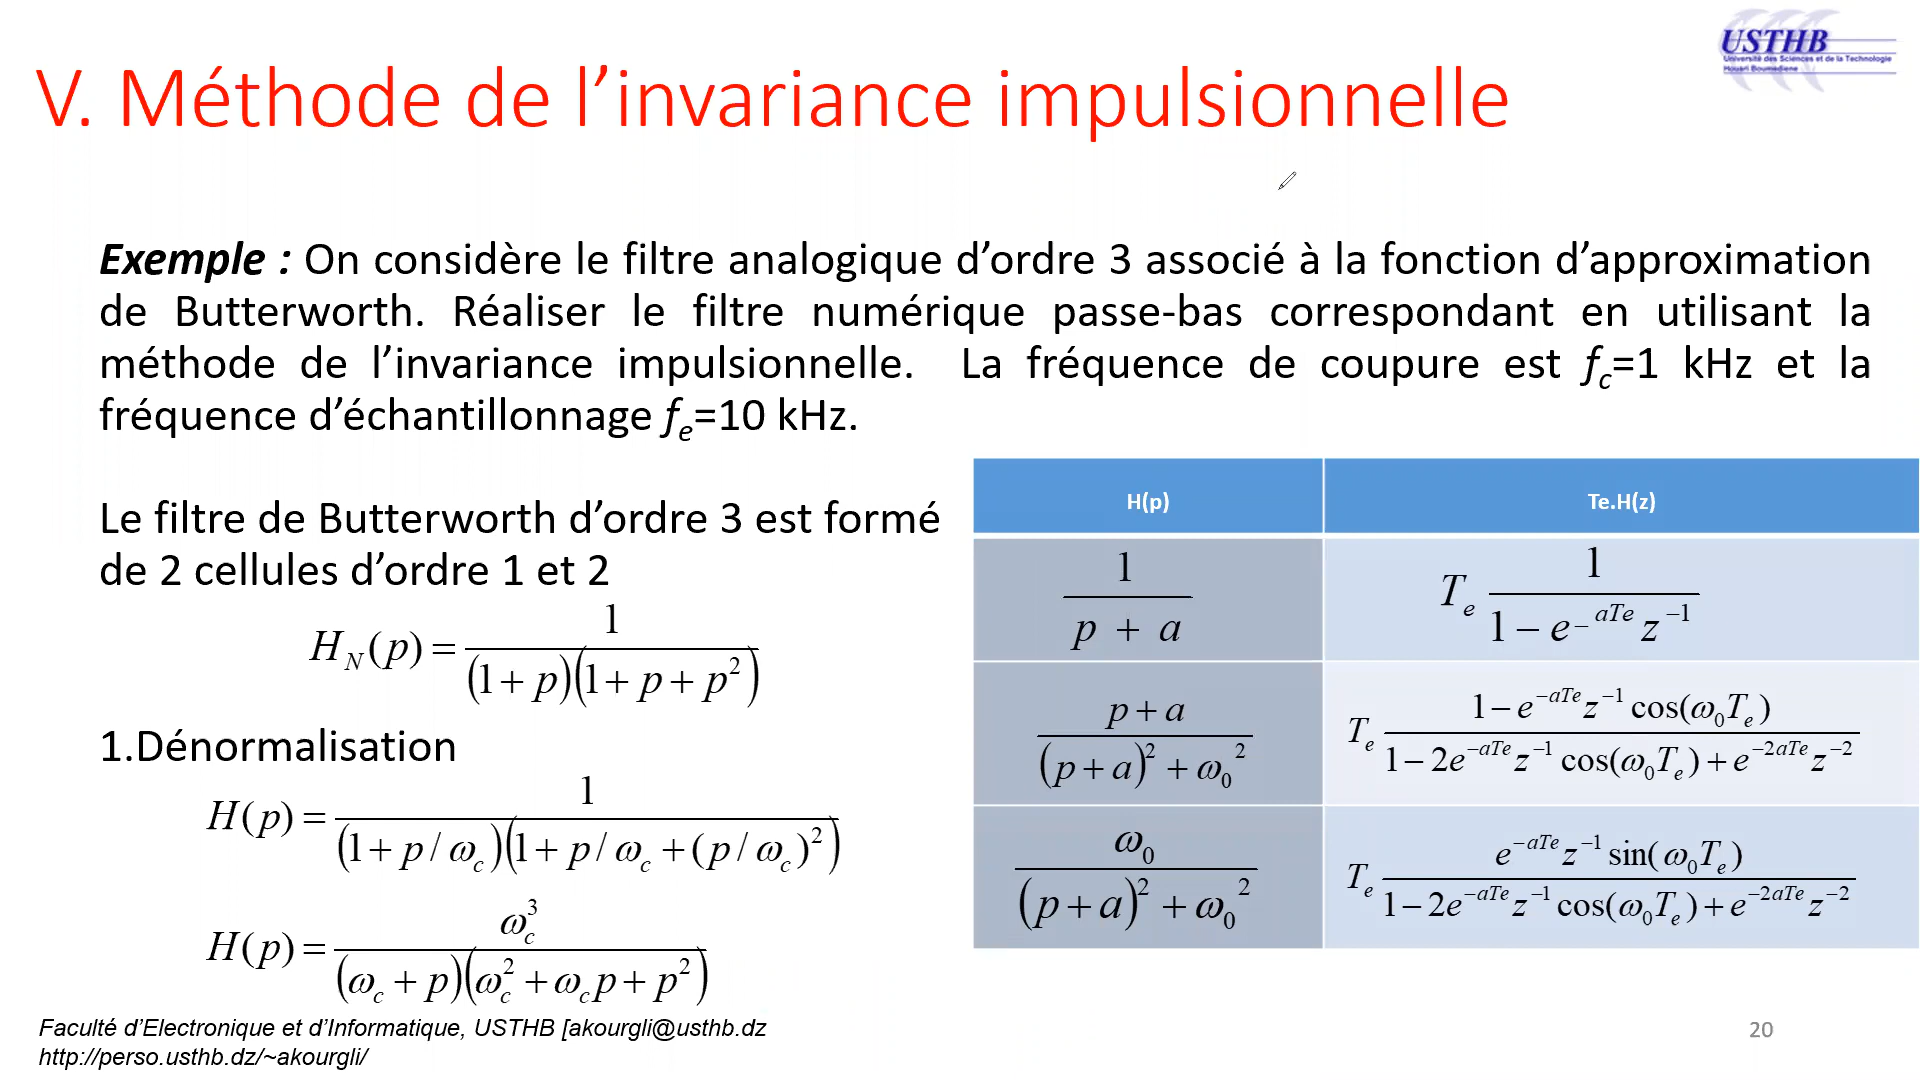 USTHB
Université des Sciences et de la Technologie
Houari Boumediene
V. Méthode de l’invariance impulsionnelle
Exemple : On considère le filtre analogique d’ordre 3 associé à la fonction d’approximation
de Butterworth. Réaliser le filtre numérique passe-bas correspondant en utilisant la
méthode de l’invariance impulsionnelle. La fréquence de coupure est f_c=1 kHz et la
fréquence d’échantillonnage f_e=10 kHz.
Le filtre de Butterworth d’ordre 3 est formé
de 2 cellules d’ordre 1 et 2
H_N(p) = 1 / ((1 + p)(1 + p + p²))
1.Dénormalisation
H(p) = 1 / ((1 + p / ω_c)(1 + p / ω_c + (p / ω_c)²))
H(p) = ω_c³ / ((ω_c + p)(ω_c² + ω_c p + p²))
H(p) Te.H(z)
1 / (p + a) T_e 1 / (1 − e^{−aTe} z^{−1})
(p + a) / ((p + a)² + ω_0²) T_e (1 − e^{−aTe} z^{−1} cos(ω_0 T_e)) / (1 − 2e^{−aTe} z^{−1} cos(ω_0 T_e) + e^{−2aTe} z^{−2})
ω_0 / ((p + a)² + ω_0²) T_e (e^{−aTe} z^{−1} sin(ω_0 T_e)) / (1 − 2e^{−aTe} z^{−1} cos(ω_0 T_e) + e^{−2aTe} z^{−2})
Faculté d’Electronique et d’Informatique, USTHB [akourgli@usthb.dz
http://perso.usthb.dz/~akourgli/
20